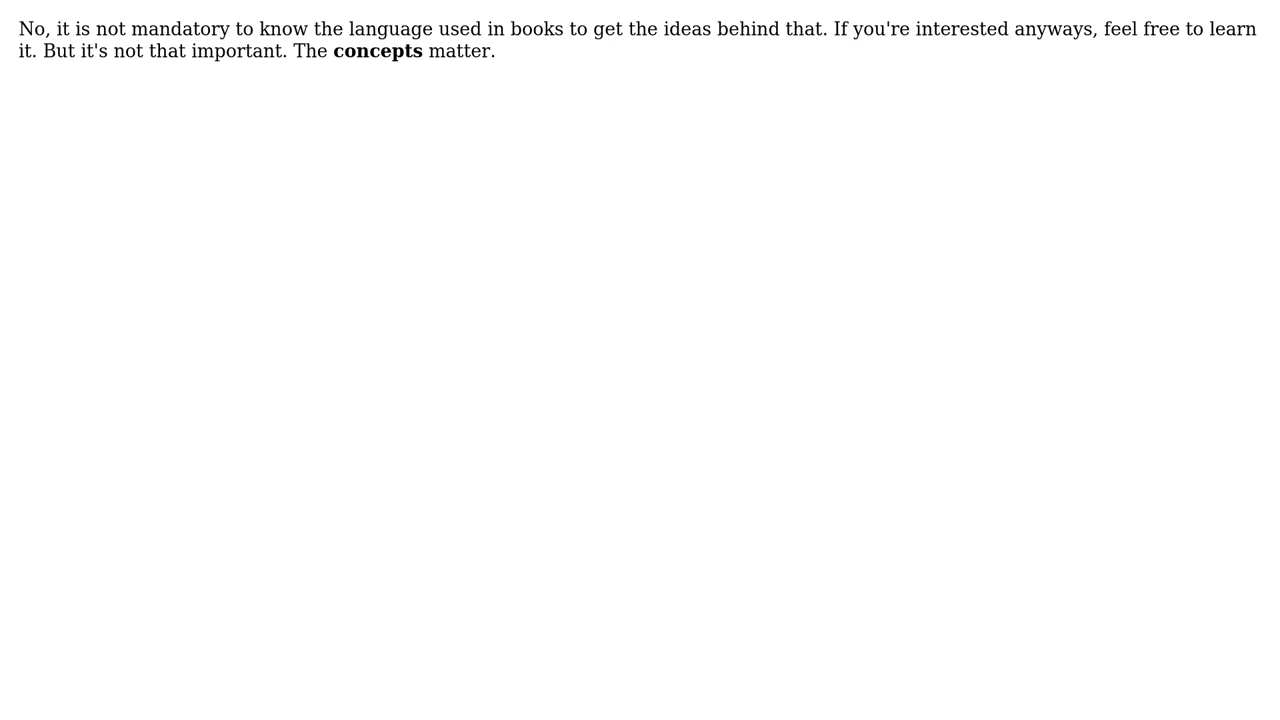 No, it is not mandatory to know the language used in books to get the ideas behind that. If you're interested anyways, feel free to learn
it. But it's not that important. The concepts matter.